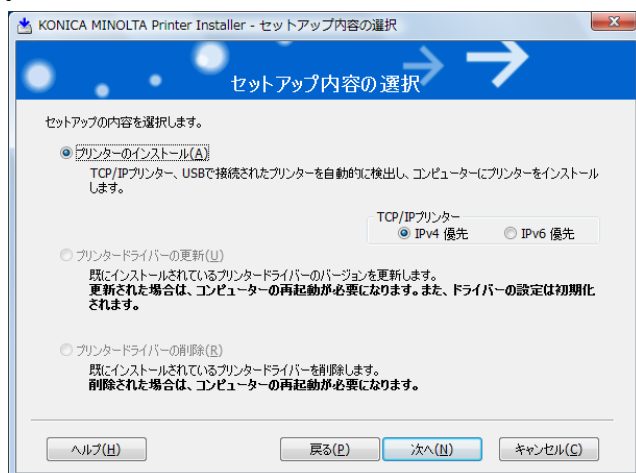 KONICA MINOLTA Printer Installer - セットアップ内容の選択
セットアップ内容の選択
セットアップの内容を選択します。
プリンターのインストール(A)
TCP/IPプリンター、USBで接続されたプリンターを自動的に検出し、コンピューターにプリンターをインストール
します。
TCP/IPプリンター
IPv4 優先 IPv6 優先
プリンタードライバーの更新(U)
既にインストールされているプリンタードライバーのバージョンを更新します。
更新された場合は、コンピューターの再起動が必要になります。また、ドライバーの設定は初期化
されます。
プリンタードライバーの削除(R)
既にインストールされているプリンタードライバーを削除します。
削除された場合は、コンピューターの再起動が必要になります。
ヘルプ(H) 戻る(P) 次へ(N) キャンセル(C)